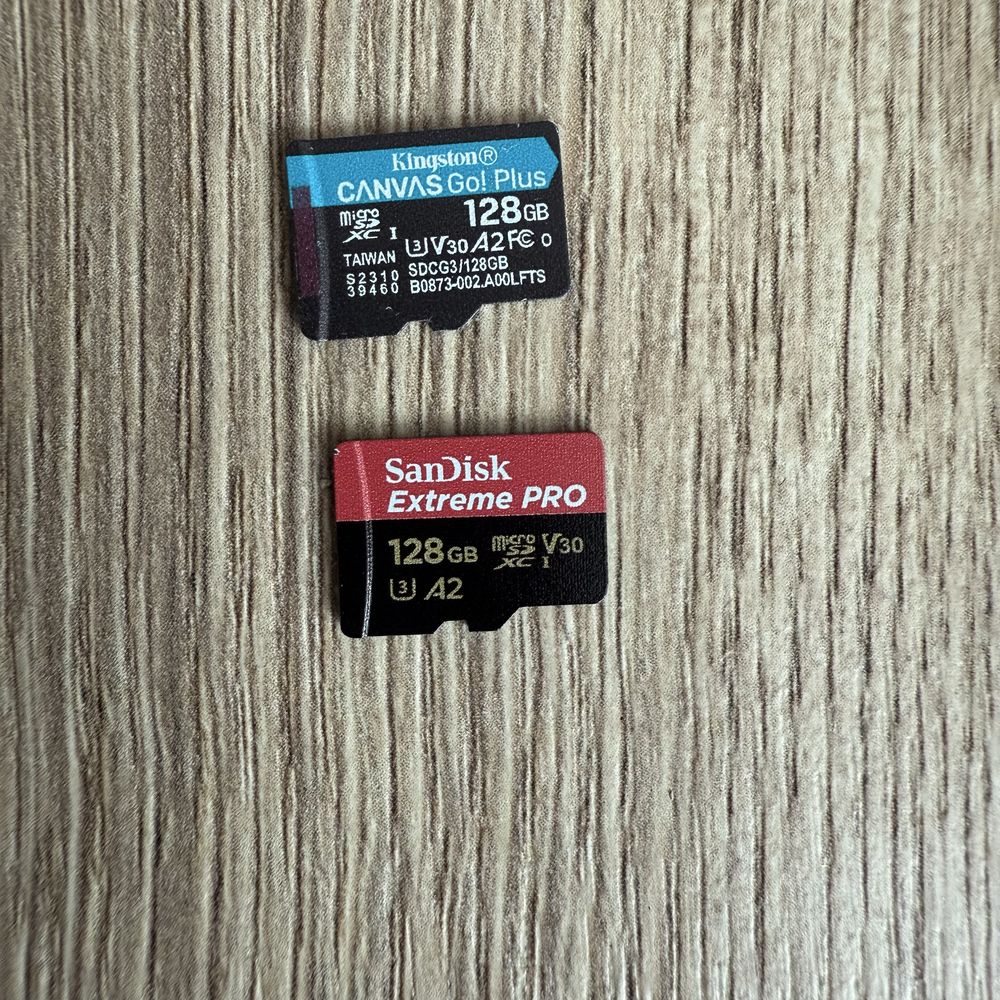 Kingston®
CANVAS Go! Plus
micro SD XC I
128GB
U3 V30 A2 FC O
TAIWAN
SDCG3/128GB
S2310
39460
B0873-002.A00LFTS
SanDisk
Extreme PRO
128GB micro SD XC I V30
U3 A2